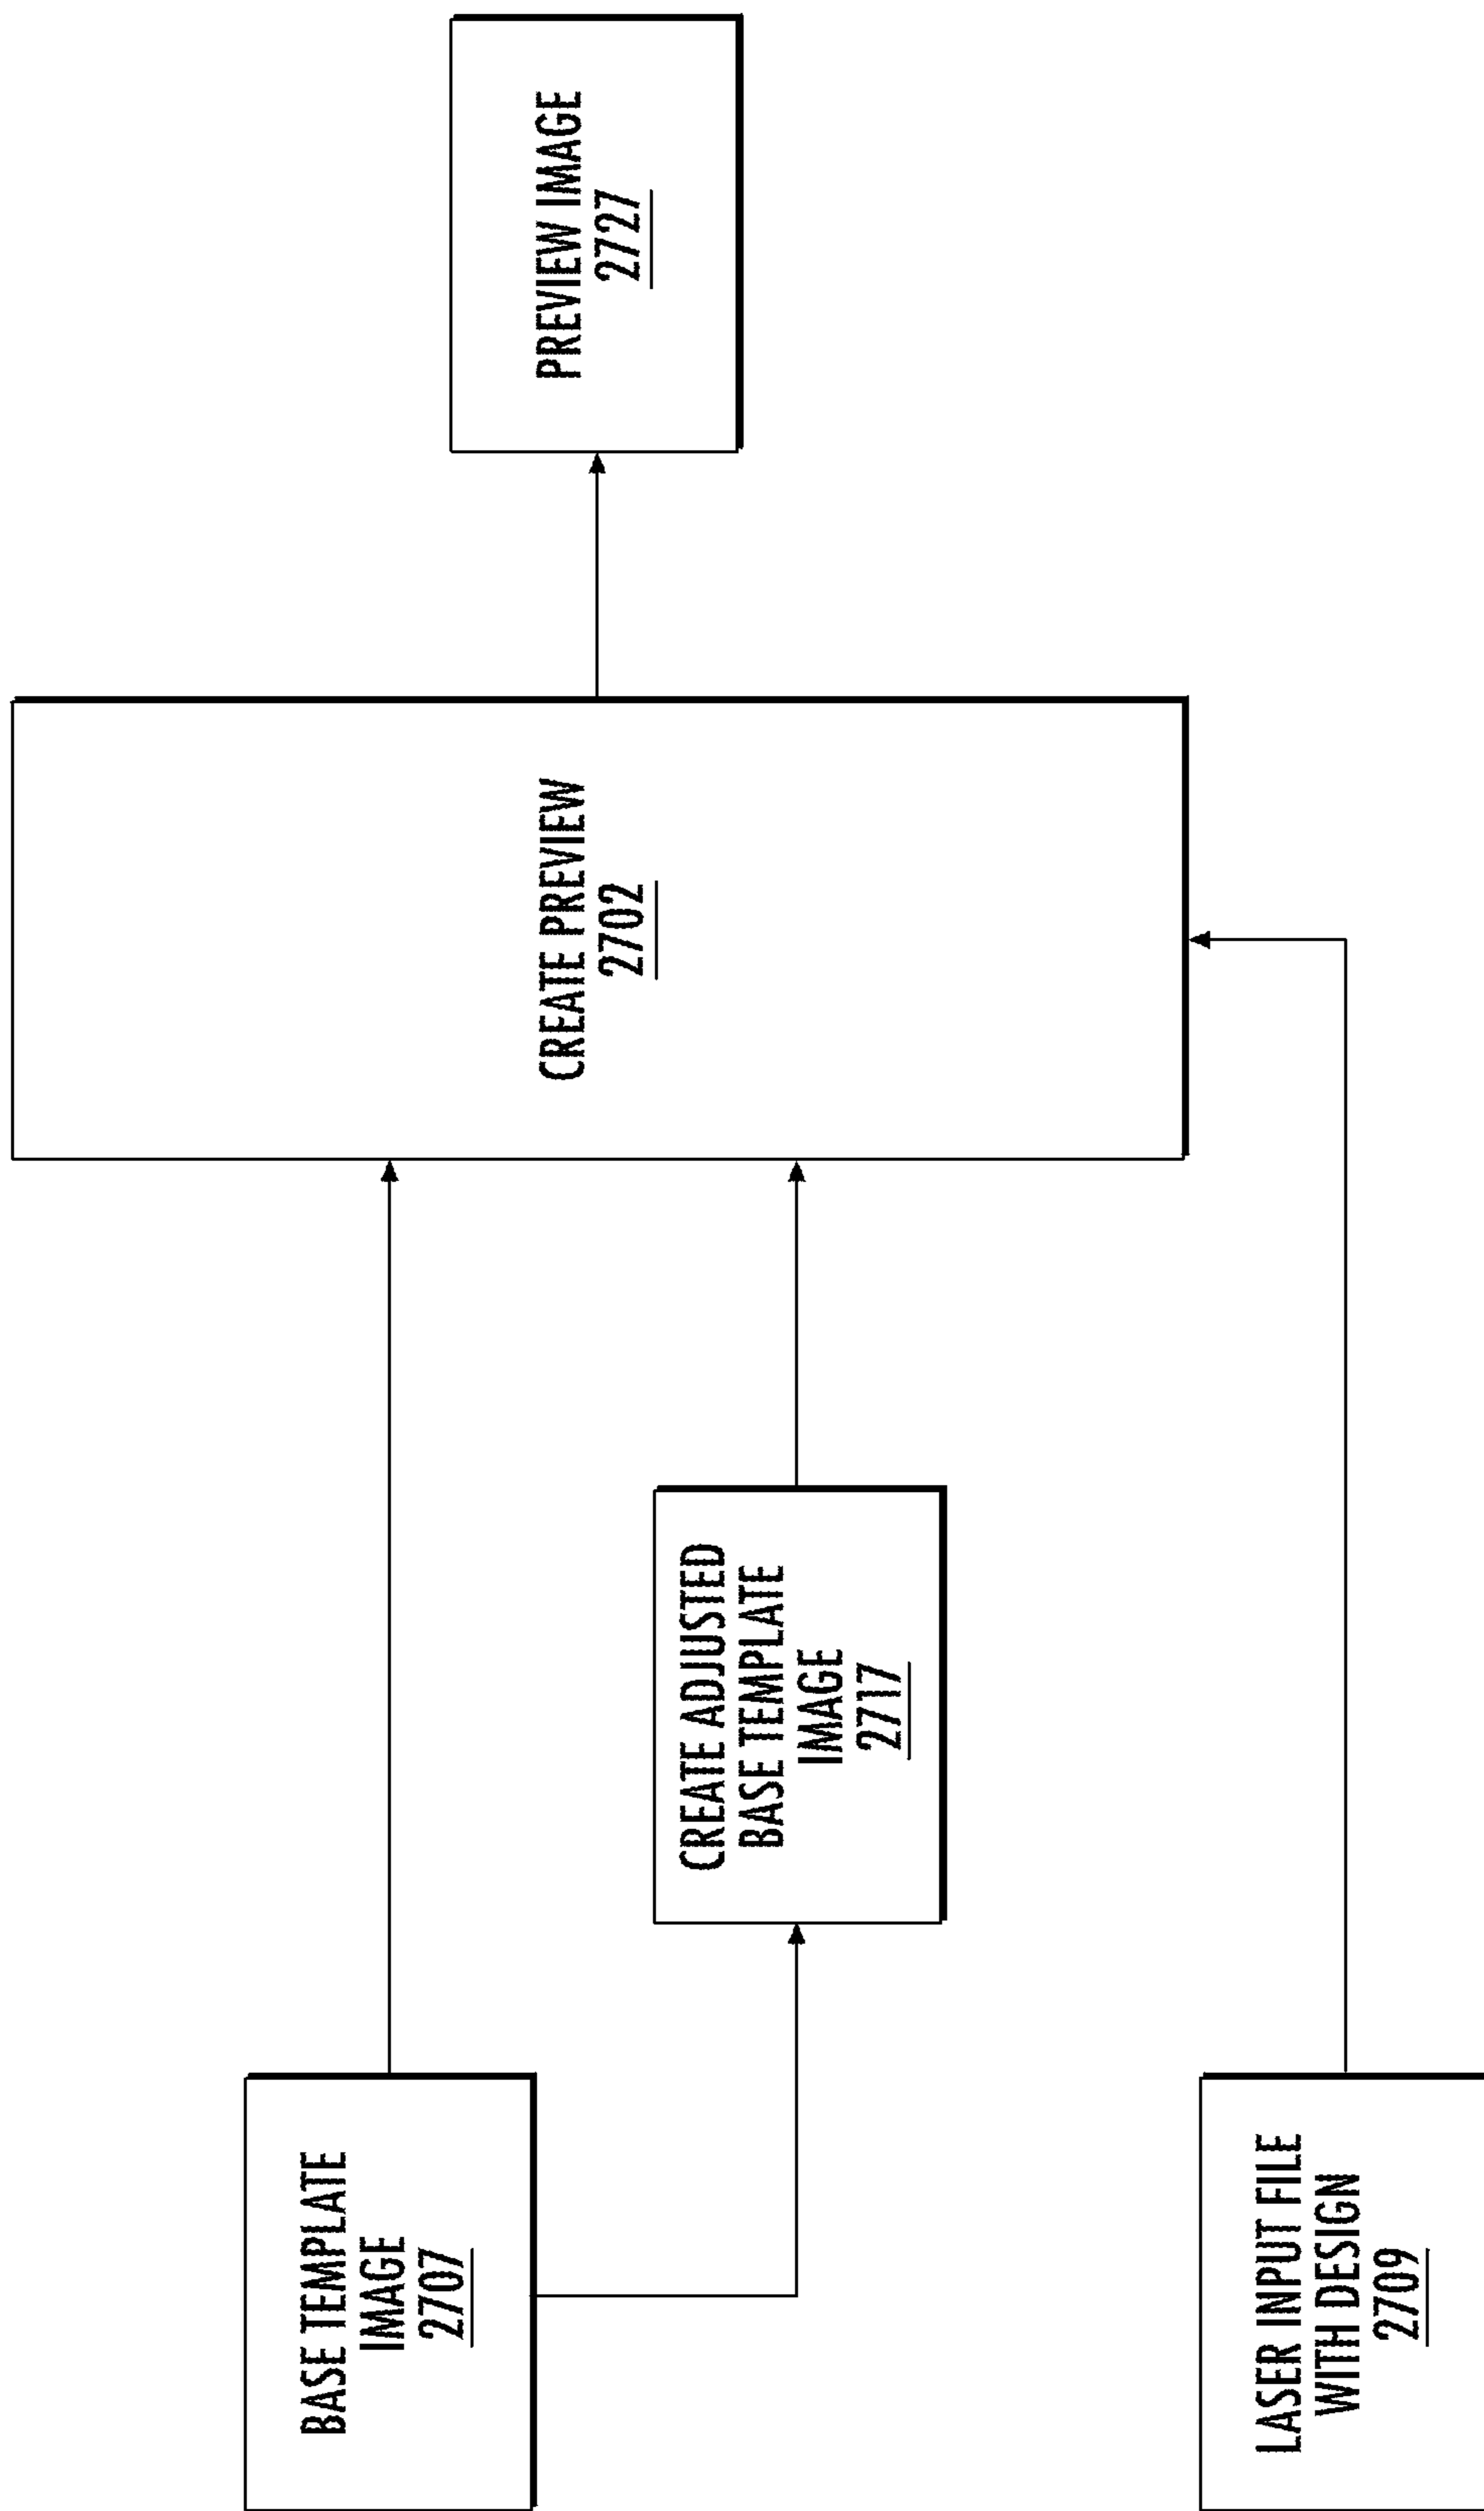 BASE TEMPLATE
IMAGE
2707
CREATE ADJUSTED
BASE TEMPLATE
IMAGE
2717
LASER INPUT FILE
WITH DESIGN
2709
CREATE PREVIEW
2702
PREVIEW IMAGE
2727